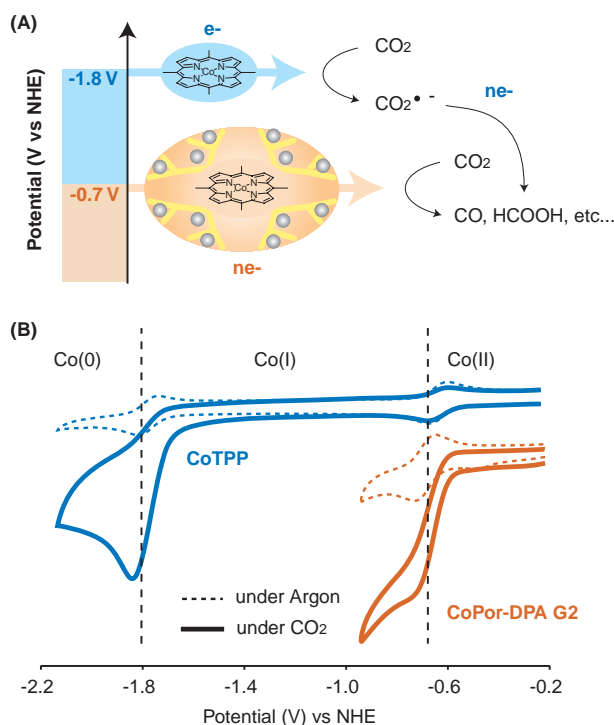 (A)
Potential (V vs NHE)
-1.8 V
-0.7 V
e-
Co
N
N
N
N
CO2
CO2• -
ne-
Co
N
N
N
N
ne-
CO2
CO, HCOOH, etc...
(B)
Co(0)
Co(I)
Co(II)
CoTPP
CoPor-DPA G2
under Argon
under CO2
-2.2
-1.8
-1.4
-1.0
-0.6
-0.2
Potential (V) vs NHE